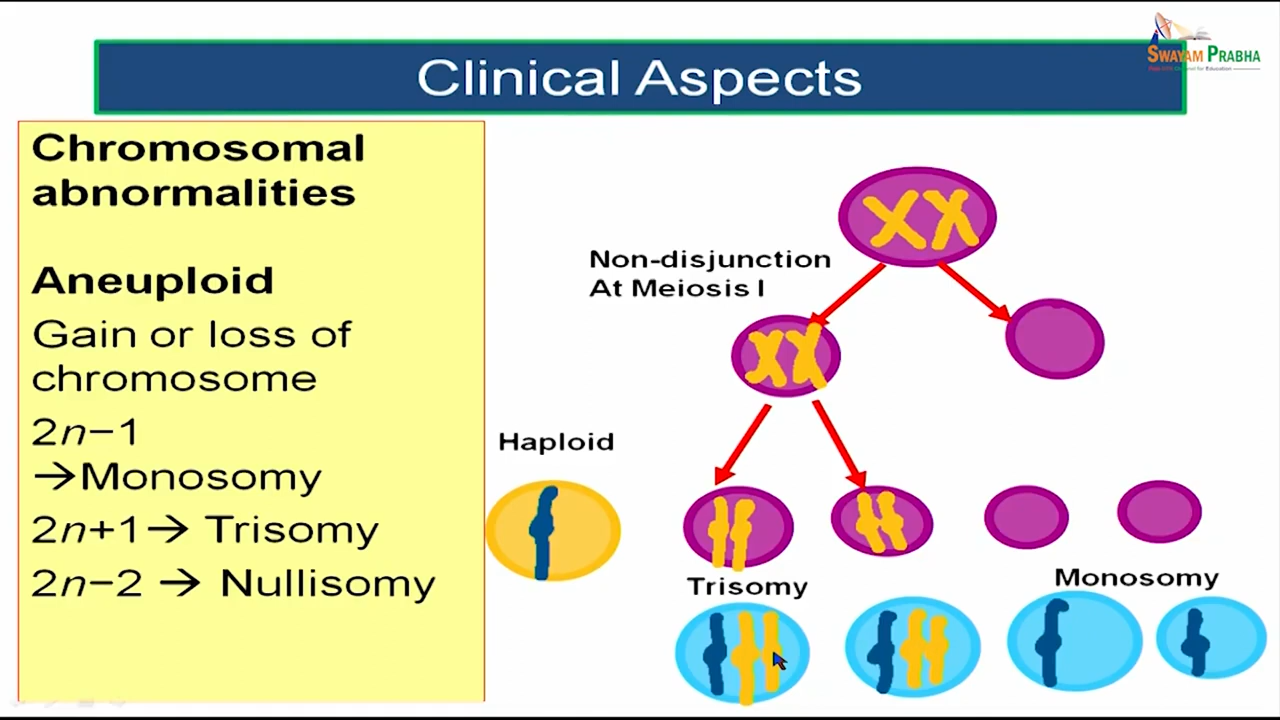 Clinical Aspects
SWAYAM PRABHA
Chromosomal
abnormalities
Aneuploid
Gain or loss of
chromosome
2n−1
→Monosomy
2n+1→ Trisomy
2n−2 → Nullisomy
Non-disjunction
At Meiosis I
Haploid
Trisomy
Monosomy